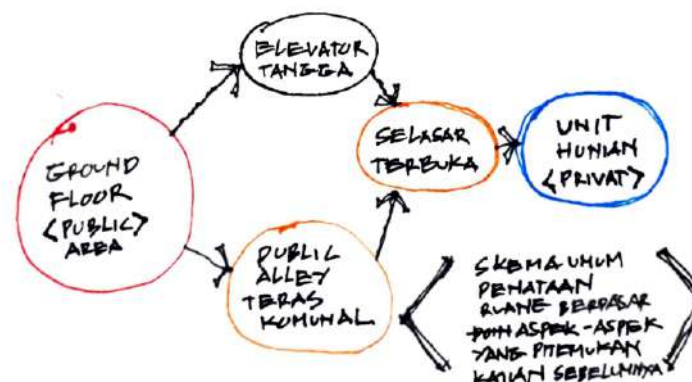 ELEVATOR
TANGGA
GROUND
FLOOR
<PUBLIC>
AREA
SELASAR
TERBUKA
UNIT
HUNIAN
<PRIVAT>
PUBLIC
ALLEY
TERAS
KOMUNAL
SKEMA UMUM
PENATAAN
RUANG BERDASAR
POIN ASPEK-ASPEK
YANG DITEMUKAN
KAJIAN SEBELUMNYA